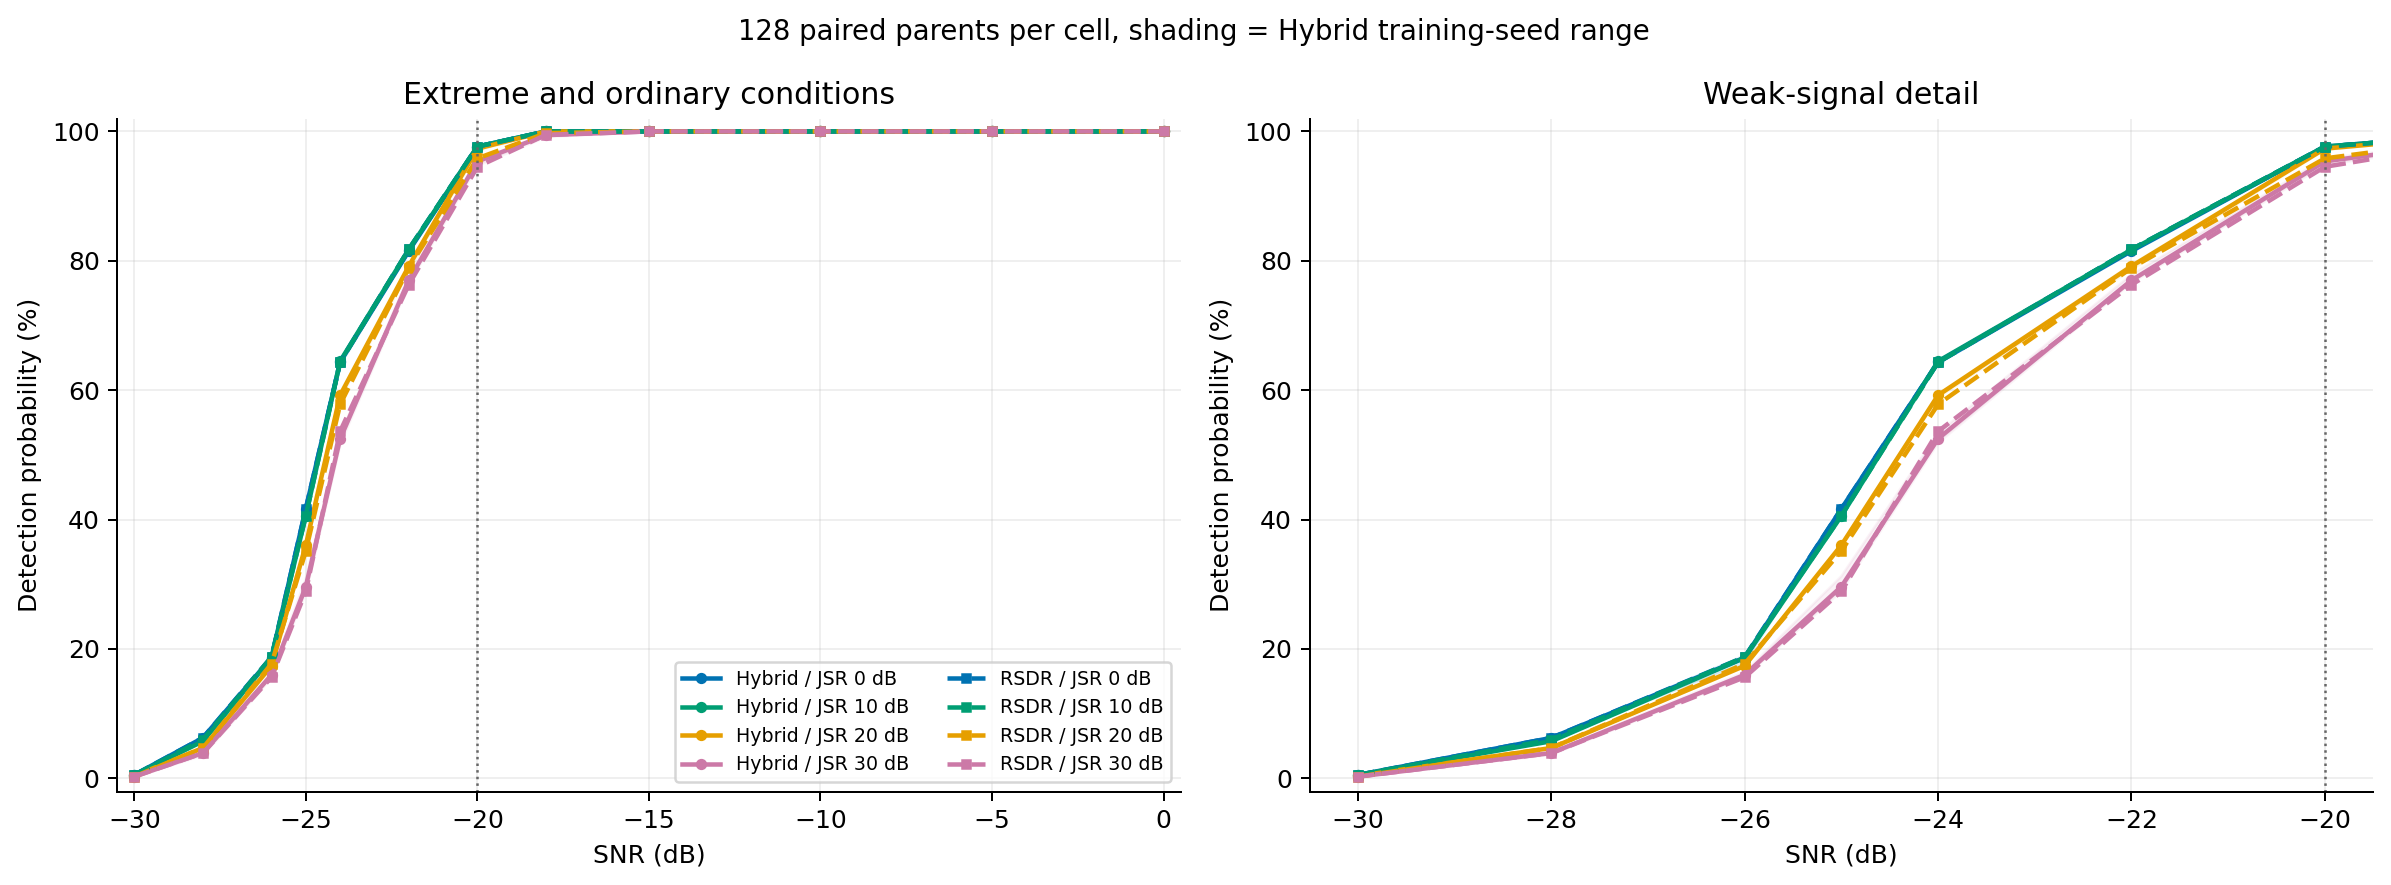 128 paired parents per cell, shading = Hybrid training-seed range
Extreme and ordinary conditions
Detection probability (%)
100
80
60
40
20
0
−30
−25
−20
−15
−10
−5
0
SNR (dB)
Hybrid / JSR 0 dB
Hybrid / JSR 10 dB
Hybrid / JSR 20 dB
Hybrid / JSR 30 dB
RSDR / JSR 0 dB
RSDR / JSR 10 dB
RSDR / JSR 20 dB
RSDR / JSR 30 dB
Weak-signal detail
Detection probability (%)
100
80
60
40
20
0
−30
−28
−26
−24
−22
−20
SNR (dB)